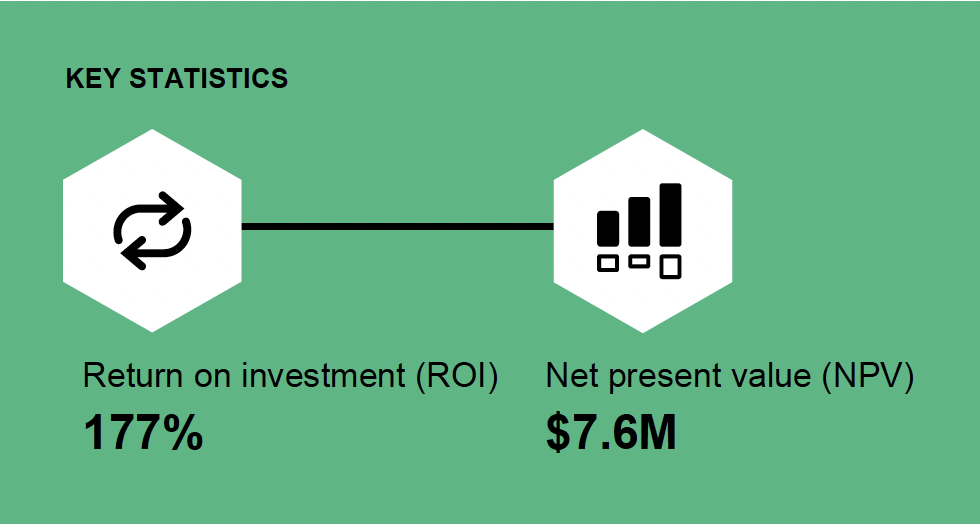 KEY STATISTICS
Return on investment (ROI)
177%
Net present value (NPV)
$7.6M